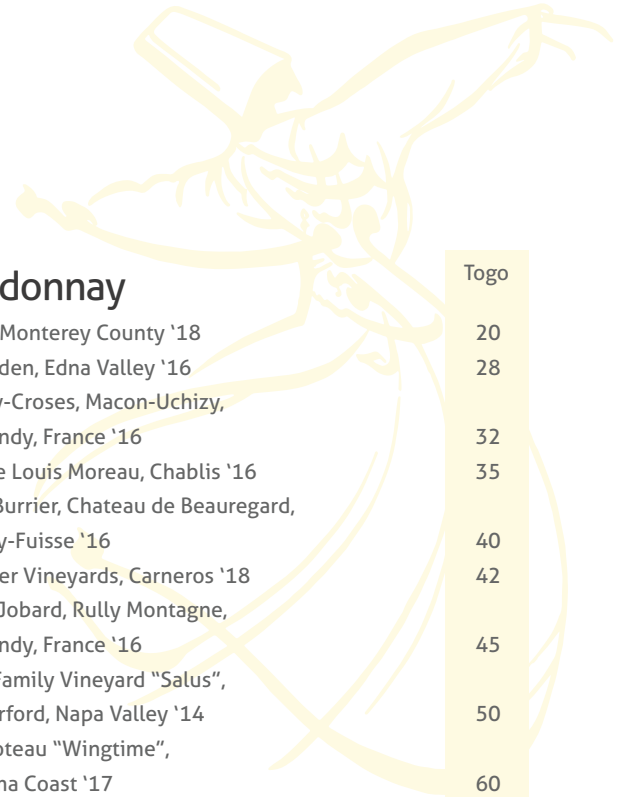 donnay
Togo
Monterey County ‘18 20
den, Edna Valley ‘16 28
y-Croses, Macon-Uchizy,
ndy, France ‘16 32
e Louis Moreau, Chablis ‘16 35
Burrier, Chateau de Beauregard,
y-Fuisse ‘16 40
er Vineyards, Carneros ‘18 42
Jobard, Rully Montagne,
ndy, France ‘16 45
Family Vineyard “Salus”,
rford, Napa Valley ‘14 50
oteau “Wingtime”,
na Coast ‘17 60